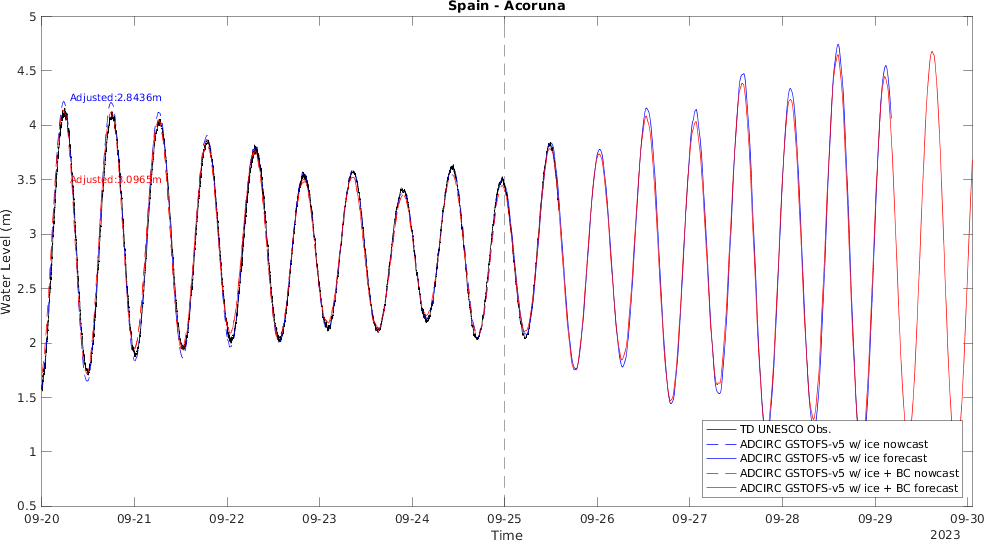 Spain - Acoruna
5
4.5
4
3.5
3
2.5
2
1.5
1
0.5
Water Level (m)
Adjusted:2.8436m
Adjusted:3.0965m
TD UNESCO Obs.
ADCIRC GSTOFS-v5 w/ ice nowcast
ADCIRC GSTOFS-v5 w/ ice forecast
ADCIRC GSTOFS-v5 w/ ice + BC nowcast
ADCIRC GSTOFS-v5 w/ ice + BC forecast
09-20 09-21 09-22 09-23 09-24 09-25 09-26 09-27 09-28 09-29 09-30
Time
2023